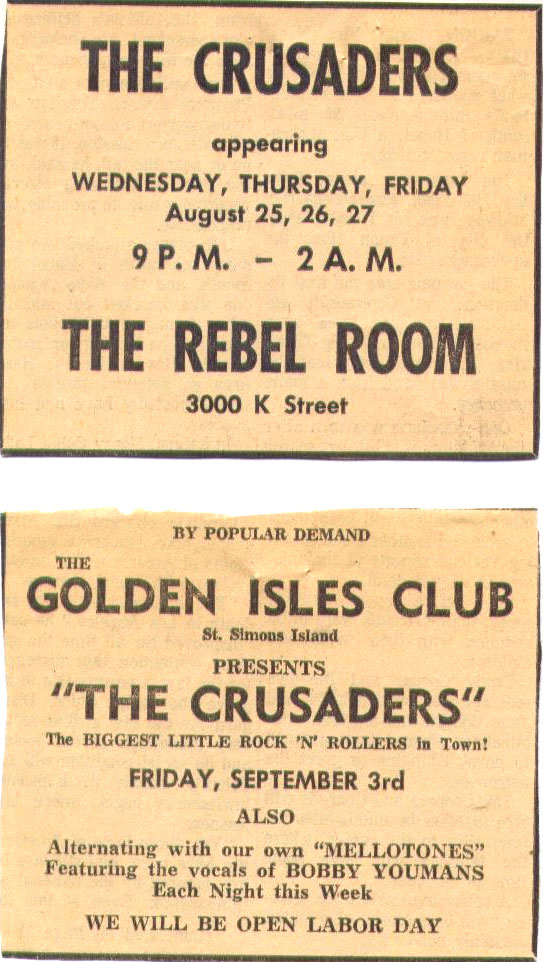 THE CRUSADERS
appearing
WEDNESDAY, THURSDAY, FRIDAY
August 25, 26, 27
9 P. M. - 2 A. M.
THE REBEL ROOM
3000 K Street
BY POPULAR DEMAND
THE
GOLDEN ISLES CLUB
St. Simons Island
PRESENTS
"THE CRUSADERS"
The BIGGEST LITTLE ROCK 'N' ROLLERS in Town!
FRIDAY, SEPTEMBER 3rd
ALSO
Alternating with our own "MELLOTONES"
Featuring the vocals of BOBBY YOUMANS
Each Night this Week
WE WILL BE OPEN LABOR DAY